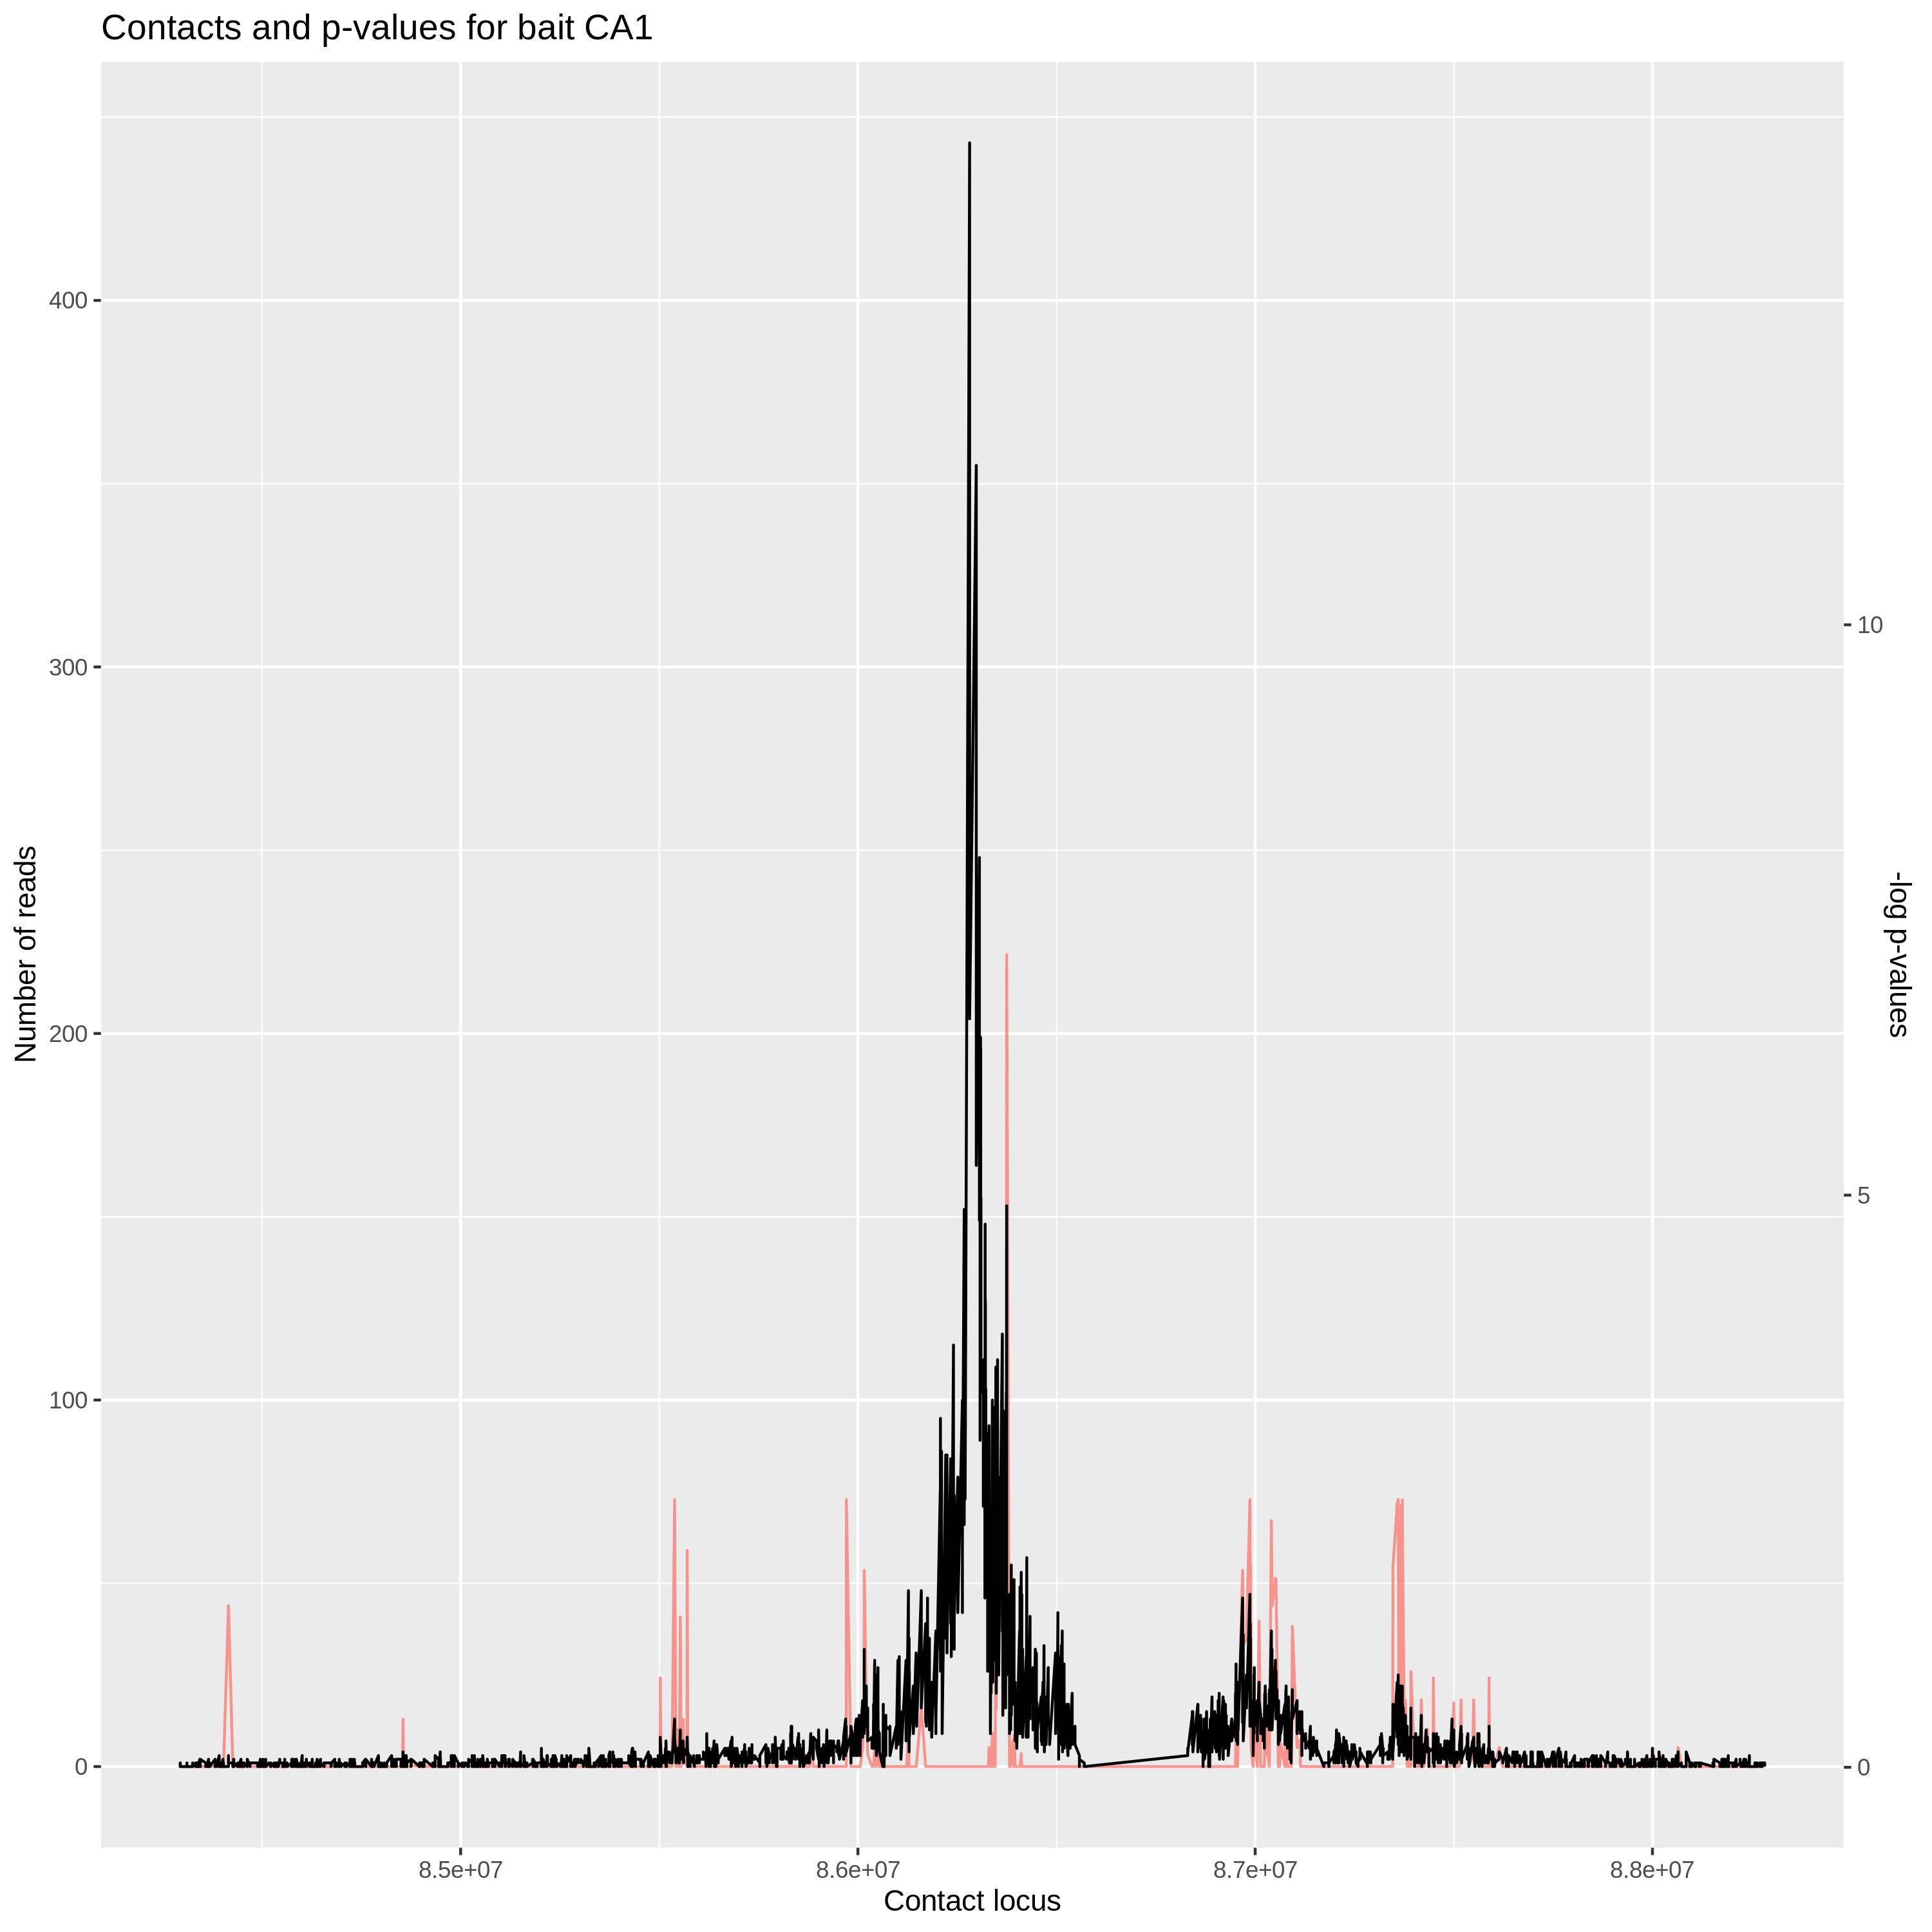 Contacts and p-values for bait CA1
400
300
200
100
0
Number of reads
10
5
0
-log p-values
8.5e+07
8.6e+07
8.7e+07
8.8e+07
Contact locus